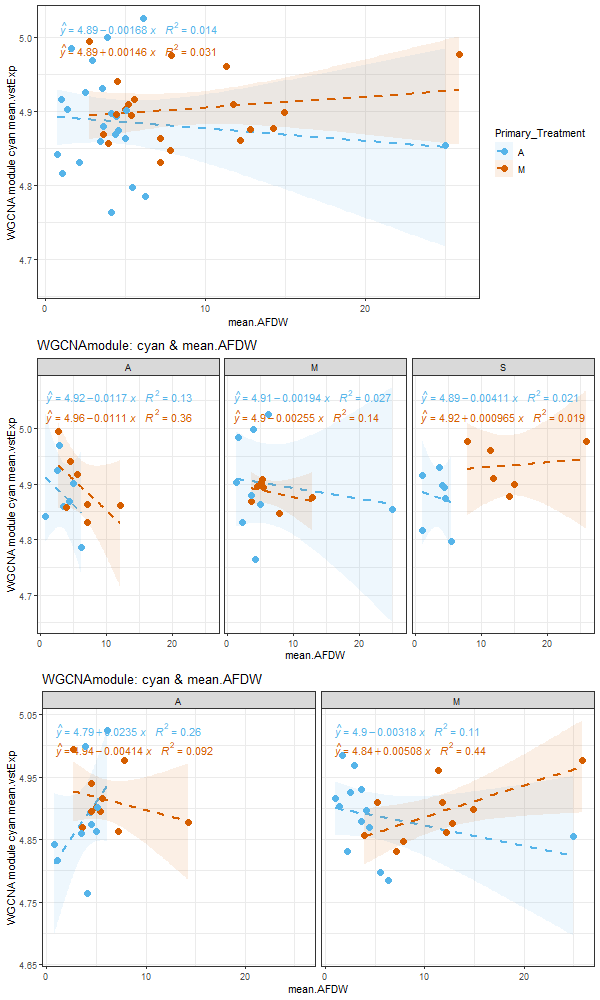 ŷ = 4.89−0.00168 x R² = 0.014
ŷ = 4.89+0.00146 x R² = 0.031
5.0
4.9
4.8
4.7
WGCNA module cyan mean.vstExp
0
10
20
mean.AFDW
Primary_Treatment
A
M
WGCNAmodule: cyan & mean.AFDW
A
M
S
ŷ = 4.92−0.0117 x R² = 0.13
ŷ = 4.96−0.0111 x R² = 0.36
ŷ = 4.91−0.00194 x R² = 0.027
ŷ = 4.9−0.00255 x R² = 0.14
ŷ = 4.89−0.00411 x R² = 0.021
ŷ = 4.92+0.000965 x R² = 0.019
5.0
4.9
4.8
4.7
WGCNA module cyan mean.vstExp
0
10
20
0
10
20
0
10
20
mean.AFDW
WGCNAmodule: cyan & mean.AFDW
A
M
ŷ = 4.79+0.0235 x R² = 0.26
ŷ = 4.94−0.00414 x R² = 0.092
ŷ = 4.9−0.00318 x R² = 0.11
ŷ = 4.84+0.00508 x R² = 0.44
5.05
4.95
4.85
4.75
4.65
WGCNA module cyan mean.vstExp
0
10
20
0
10
20
mean.AFDW